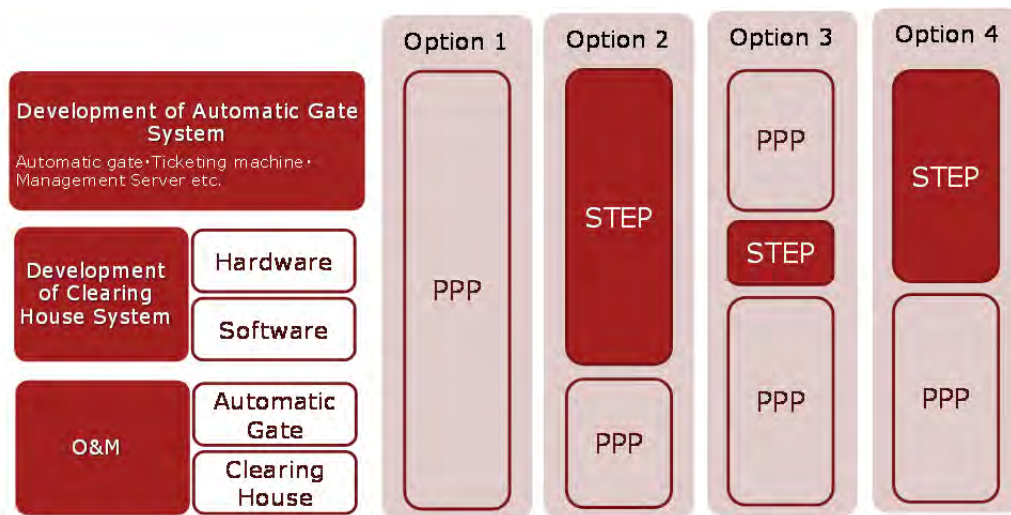 Option 1
Option 2
Option 3
Option 4
Development of Automatic Gate
System
Automatic gate・Ticketing machine・
Management Server etc.
Development
of Clearing
House System
Hardware
Software
O&M
Automatic
Gate
Clearing
House
PPP
STEP
PPP
PPP
STEP
PPP
STEP
PPP